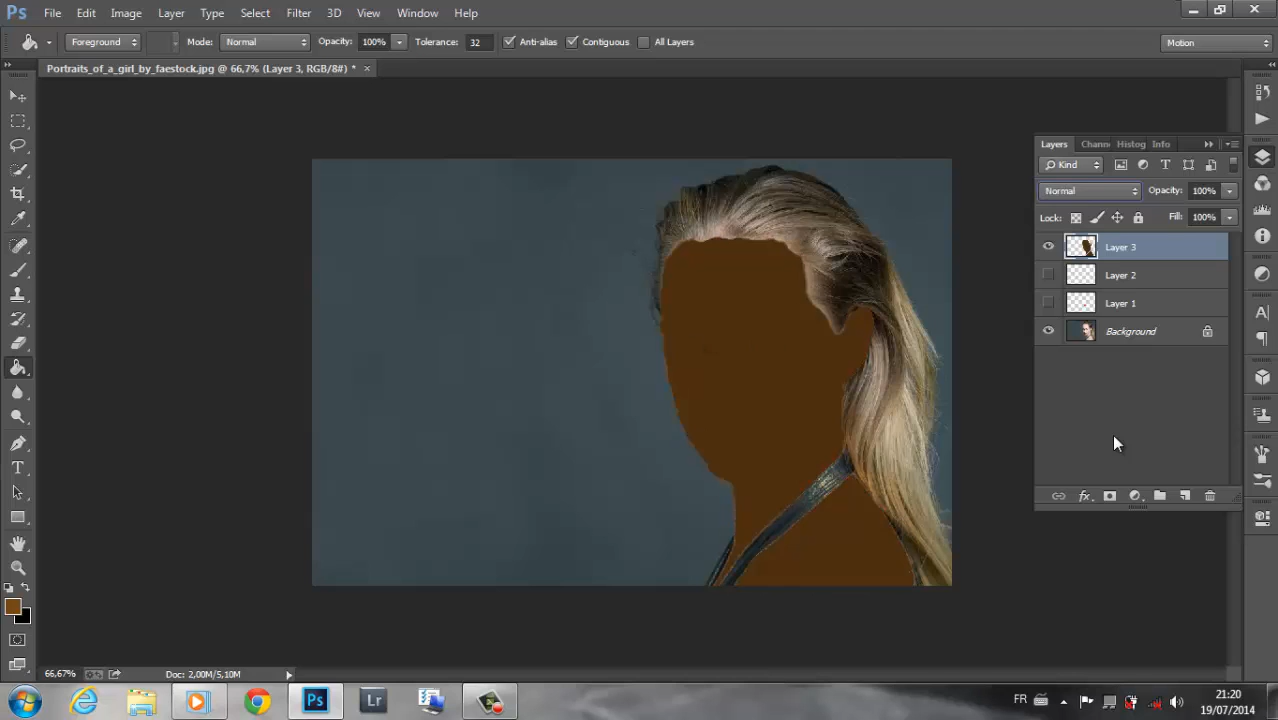 Ps File Edit Image Layer Type Select Filter 3D View Window Help
Foreground Mode: Normal Opacity: 100% Tolerance: 32 Anti-alias Contiguous All Layers Motion
Portraits_of_a_girl_by_faestock.jpg @ 66,7% (Layer 3, RGB/8#) *
Layers Chann Histog Info
Kind
Normal Opacity: 100%
Lock: Fill: 100%
Layer 3
Layer 2
Layer 1
Background
66,67% Doc: 2,00M/5,10M
Ps Lr FR 21:20
19/07/2014